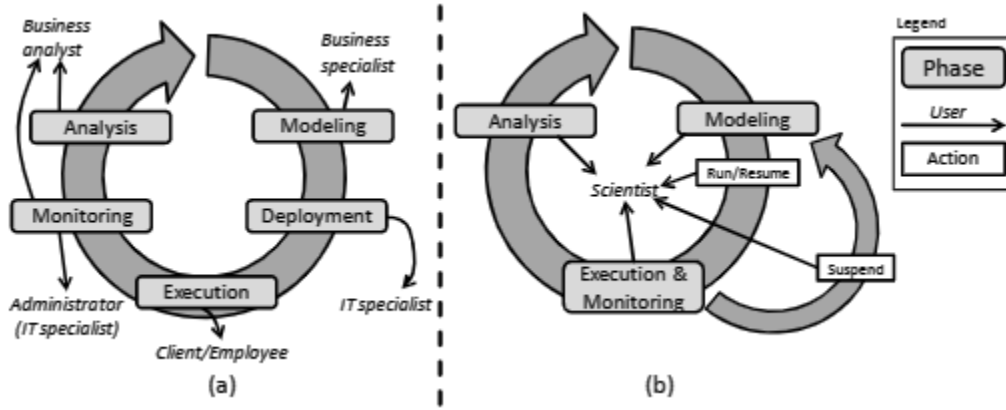 Business
analyst
Business
specialist
Analysis
Modeling
Monitoring
Deployment
Execution
Administrator
(IT specialist)
IT specialist
Client/Employee
(a)
Analysis
Modeling
Run/Resume
Scientist
Execution &
Monitoring
Suspend
(b)
Legend
Phase
User
Action